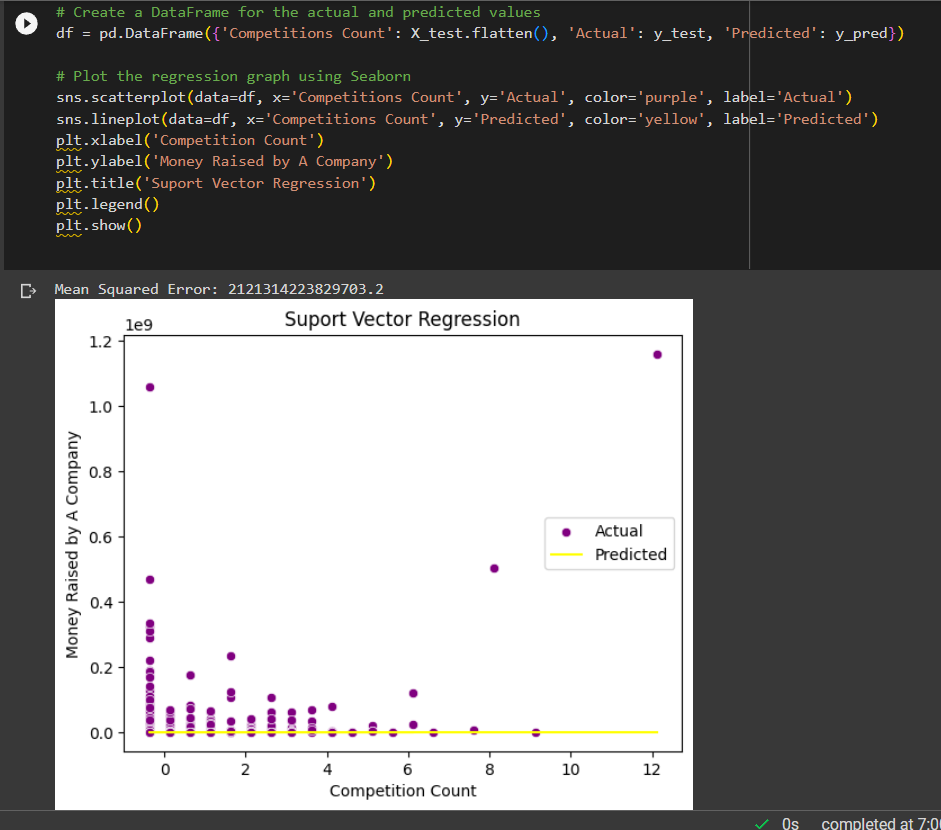 # Create a DataFrame for the actual and predicted values
df = pd.DataFrame({'Competitions Count': X_test.flatten(), 'Actual': y_test, 'Predicted': y_pred})
# Plot the regression graph using Seaborn
sns.scatterplot(data=df, x='Competitions Count', y='Actual', color='purple', label='Actual')
sns.lineplot(data=df, x='Competitions Count', y='Predicted', color='yellow', label='Predicted')
plt.xlabel('Competition Count')
plt.ylabel('Money Raised by A Company')
plt.title('Suport Vector Regression')
plt.legend()
plt.show()
Mean Squared Error: 2121314223829703.2
Suport Vector Regression
1e9
1.2
1.0
0.8
0.6
0.4
0.2
0.0
Money Raised by A Company
Actual
Predicted
0 2 4 6 8 10 12
Competition Count
0s completed at